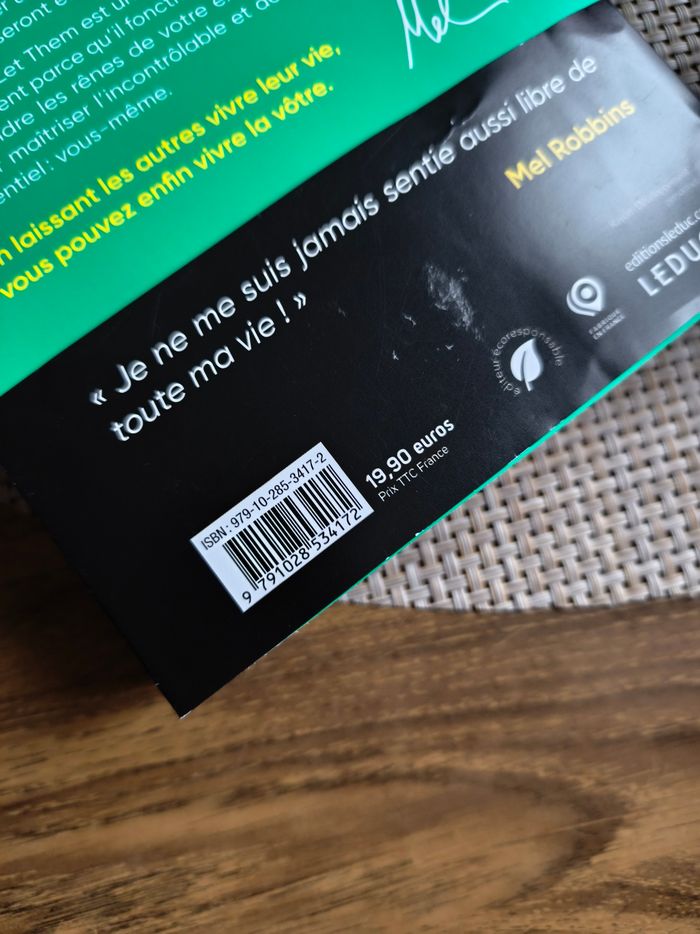 seront
Let Them est un
parce qu'il fonct
les rênes de votre
maîtriser l'incontrôlable et
: vous-même.
laissant les autres vivre leur vie,
vous pouvez enfin vivre la vôtre.
Mel
« Je ne me suis jamais sentie aussi libre de
toute ma vie ! »
Mel Robbins
ISBN : 979-10-285-3417-2
9 791028 534172
19,90 euros
Prix TTC France
éditeur écoresponsable
FABRIQUÉ
EN FRANCE
editionsleduc.
LEDU